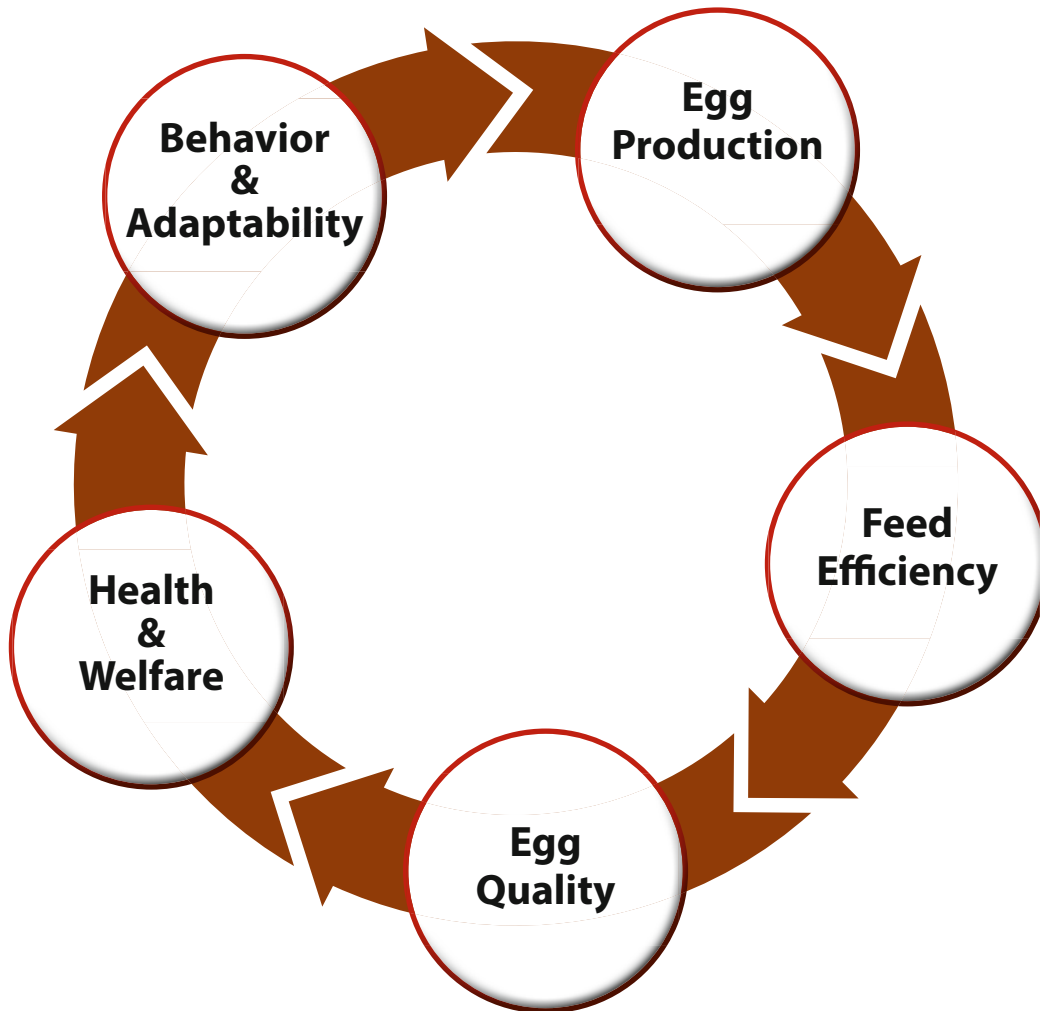 Egg
Production
Feed
Efficiency
Egg
Quality
Health
&
Welfare
Behavior
&
Adaptability